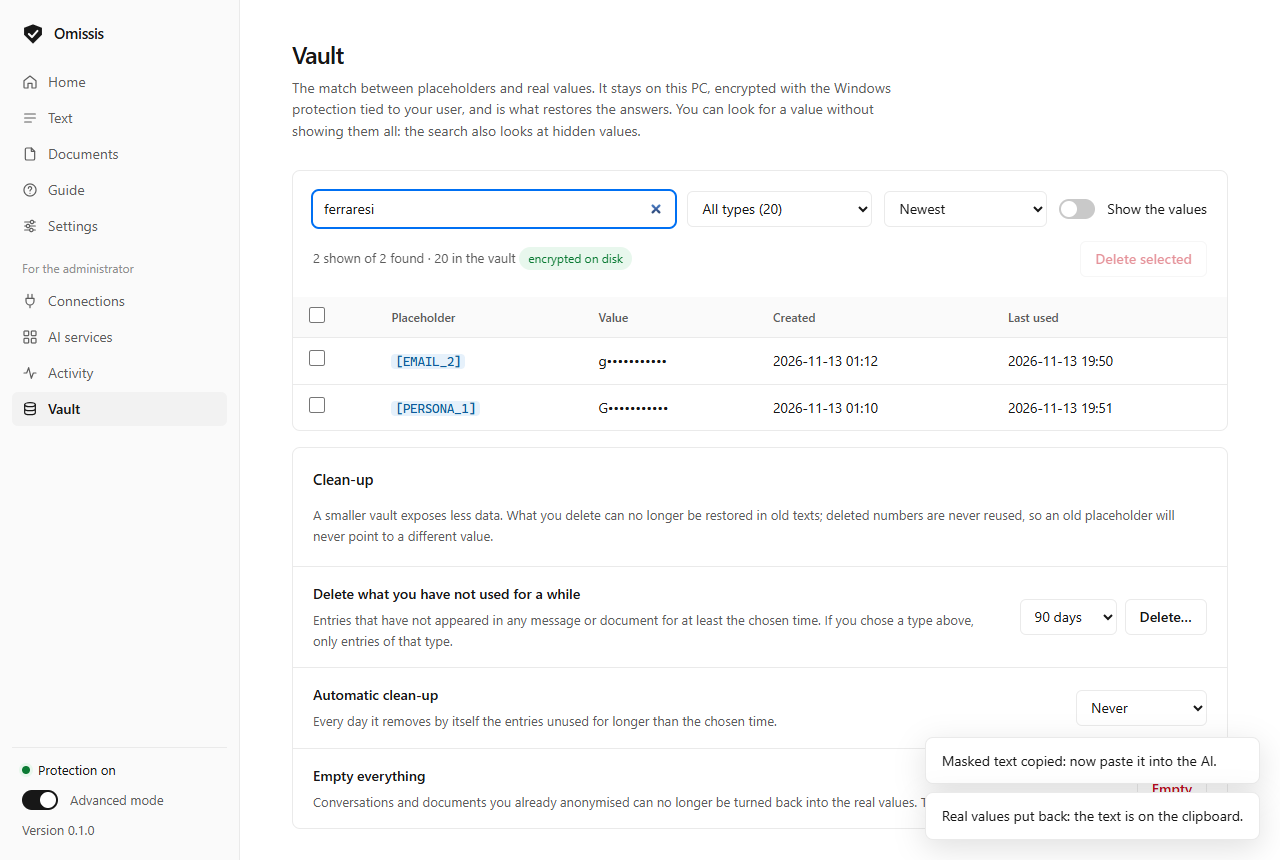 Omissis
Home
Text
Documents
Guide
Settings
For the administrator
Connections
AI services
Activity
Vault
Protection on
Advanced mode
Version 0.1.0
Vault
The match between placeholders and real values. It stays on this PC, encrypted with the Windows
protection tied to your user, and is what restores the answers. You can look for a value without
showing them all: the search also looks at hidden values.
ferraresi
All types (20)
Newest
Show the values
2 shown of 2 found · 20 in the vault
encrypted on disk
Delete selected
Placeholder Value Created Last used
[EMAIL_2] g••••••••••• 2026-11-13 01:12 2026-11-13 19:50
[PERSONA_1] G••••••••••• 2026-11-13 01:10 2026-11-13 19:51
Clean-up
A smaller vault exposes less data. What you delete can no longer be restored in old texts; deleted numbers are never reused, so an old placeholder will
never point to a different value.
Delete what you have not used for a while
Entries that have not appeared in any message or document for at least the chosen time. If you chose a type above,
only entries of that type.
90 days
Delete...
Automatic clean-up
Every day it removes by itself the entries unused for longer than the chosen time.
Never
Empty everything
Conversations and documents you already anonymised can no longer be turned back into the real values.
Empty
Masked text copied: now paste it into the AI.
Real values put back: the text is on the clipboard.